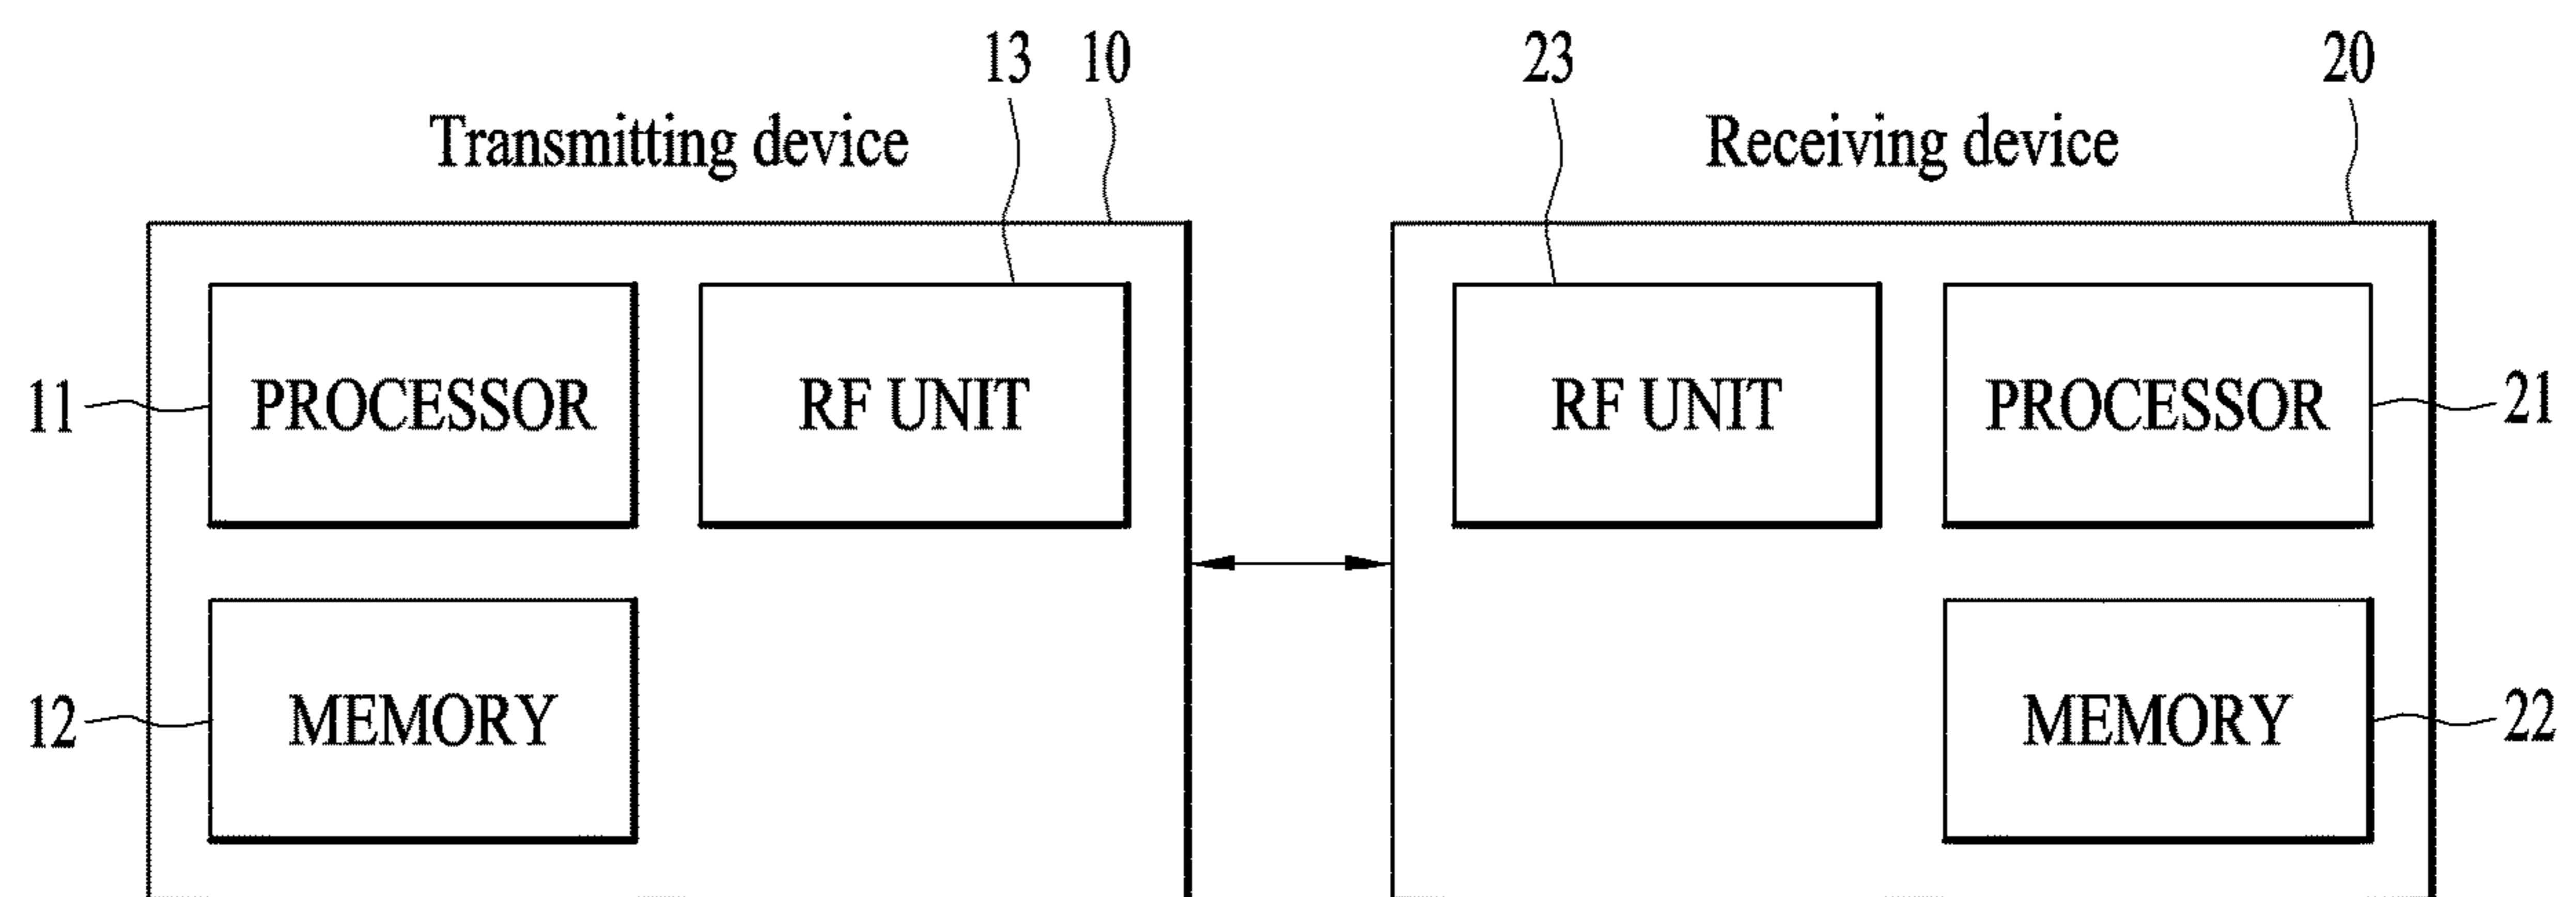 13 10 23 20
Transmitting device Receiving device
11 PROCESSOR RF UNIT RF UNIT PROCESSOR 21
12 MEMORY MEMORY 22